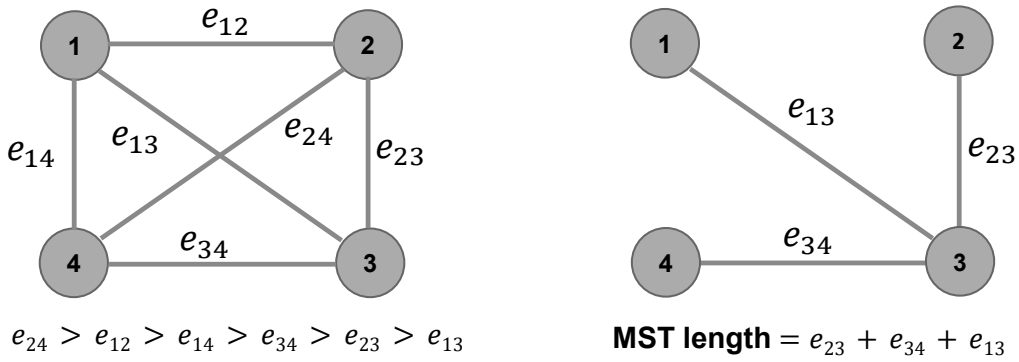 1 e₁₂ 2
e₁₄ e₁₃ e₂₄ e₂₃
4 e₃₄ 3
e₂₄ > e₁₂ > e₁₄ > e₃₄ > e₂₃ > e₁₃
1 2
e₁₃
e₂₃
4 e₃₄ 3
MST length = e₂₃ + e₃₄ + e₁₃